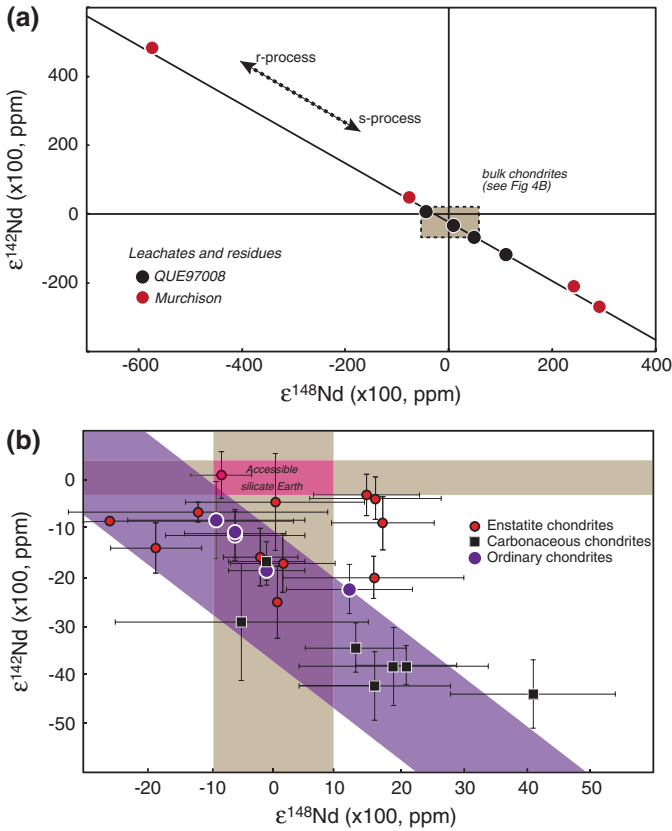 (a)
400
r-process
200
s-process
bulk chondrites
(see Fig 4B)
ε142Nd (x100, ppm)
0
Leachates and residues
QUE97008
-200
Murchison
-600
-400
-200
0
200
400
ε148Nd (x100, ppm)
(b)
0
Accessible
silicate Earth
-10
Enstatite chondrites
Carbonaceous chondrites
-20
Ordinary chondrites
ε142Nd (x100, ppm)
-30
-40
-50
-20
-10
0
10
20
30
40
50
ε148Nd (x100, ppm)